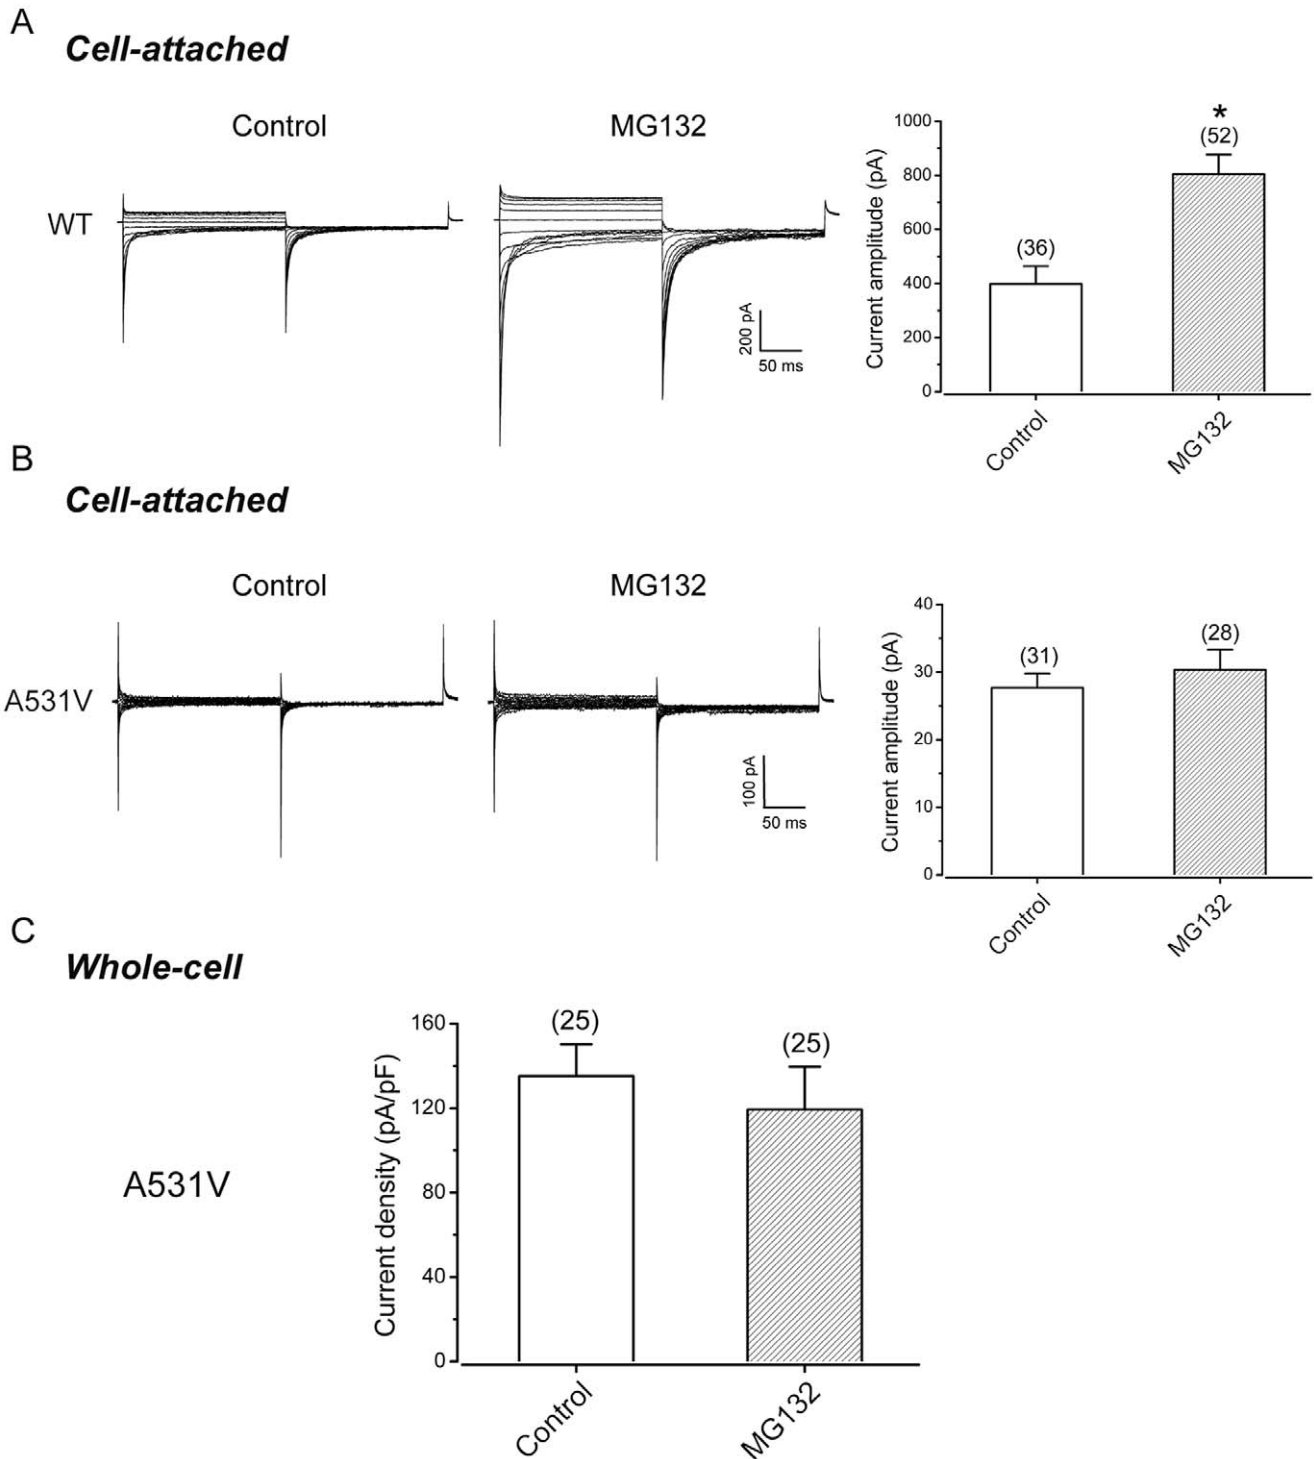 A
Cell-attached
Control
MG132
WT
200 pA
50 ms
Current amplitude (pA)
1000
800
600
400
200
0
(36)
*
(52)
Control
MG132
B
Cell-attached
Control
MG132
A531V
100 pA
50 ms
Current amplitude (pA)
40
30
20
10
0
(31)
(28)
Control
MG132
C
Whole-cell
A531V
Current density (pA/pF)
160
120
80
40
0
(25)
(25)
Control
MG132